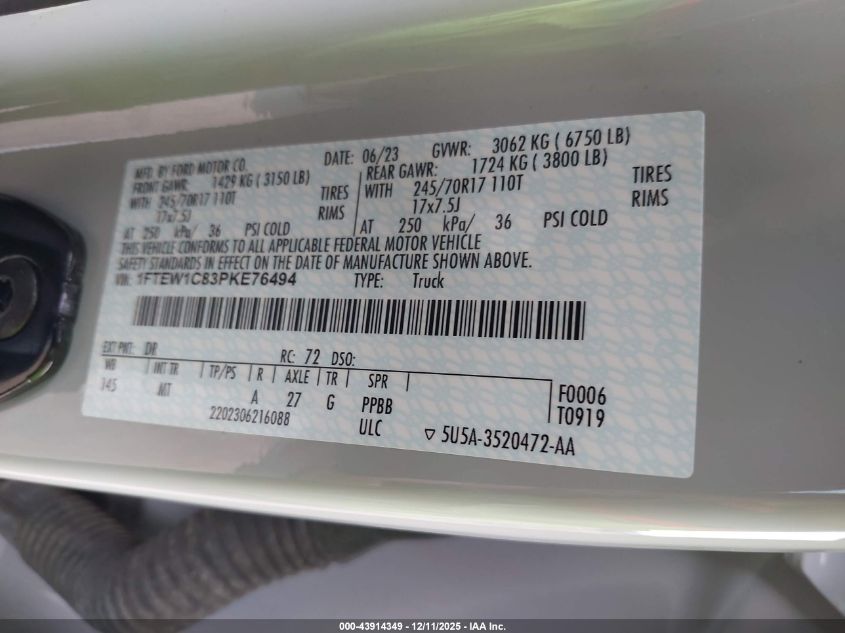 MFD. BY FORD MOTOR CO.
DATE: 06/23 GVWR: 3062 KG ( 6750 LB)
FRONT GAWR: 1429 KG ( 3150 LB) REAR GAWR: 1724 KG ( 3800 LB)
WITH 245/70R17 110T TIRES WITH 245/70R17 110T TIRES
17x7.5J RIMS 17x7.5J RIMS
AT 250 kPa/ 36 PSI COLD AT 250 kPa/ 36 PSI COLD
THIS VEHICLE CONFORMS TO ALL APPLICABLE FEDERAL MOTOR VEHICLE
SAFETY STANDARDS IN EFFECT ON THE DATE OF MANUFACTURE SHOWN ABOVE.
VIN: 1FTEW1C83PKE76494 TYPE: Truck
EXT PNT: DR RC: 72 DSO:
WB INT TR TP/PS R AXLE TR SPR
145 MT A 27 G PPBB F0006
2202306216088 ULC T0919
▽ 5U5A-3520472-AA
000-43914349 - 12/11/2025 - IAA Inc.